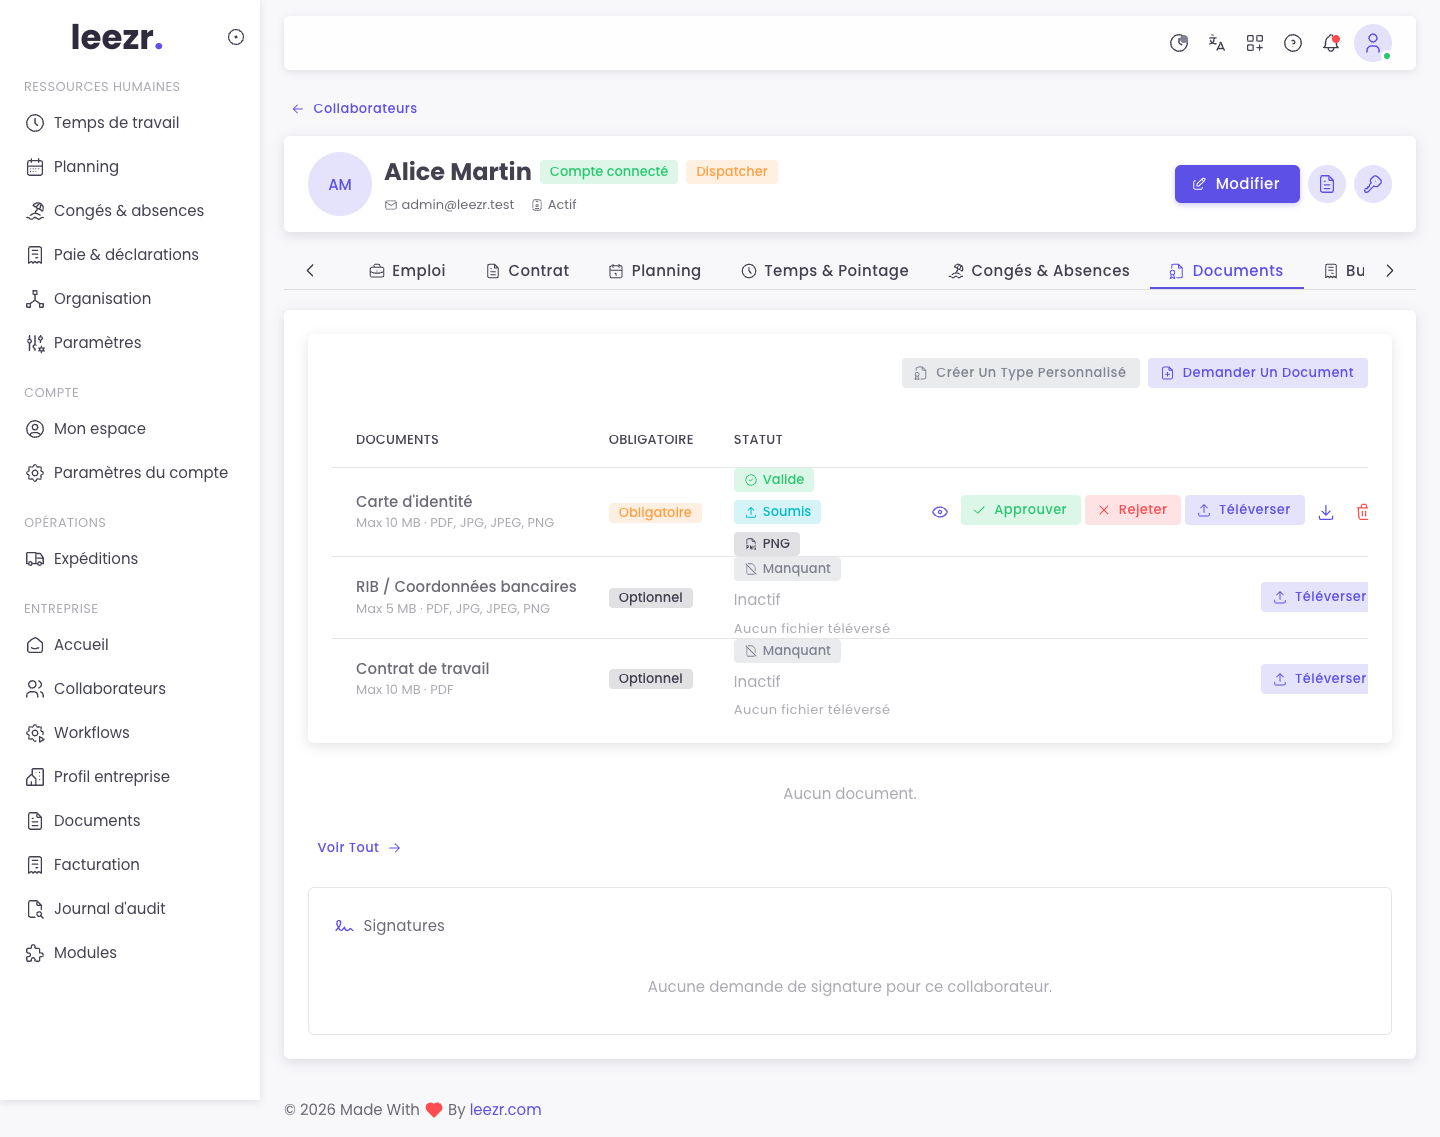 leezr.
RESSOURCES HUMAINES
Temps de travail
Planning
Congés & absences
Paie & déclarations
Organisation
Paramètres
COMPTE
Mon espace
Paramètres du compte
OPÉRATIONS
Expéditions
ENTREPRISE
Accueil
Collaborateurs
Workflows
Profil entreprise
Documents
Facturation
Journal d'audit
Modules
Collaborateurs
AM
Alice Martin Compte connecté Dispatcher
admin@leezr.test Actif
Modifier
Emploi Contrat Planning Temps & Pointage Congés & Absences Documents Bu
Créer Un Type Personnalisé Demander Un Document
DOCUMENTS OBLIGATOIRE STATUT
Carte d'identité
Max 10 MB · PDF, JPG, JPEG, PNG
Obligatoire
Valide
Soumis
PNG
Approuver Rejeter Téléverser
RIB / Coordonnées bancaires
Max 5 MB · PDF, JPG, JPEG, PNG
Optionnel
Manquant
Inactif
Aucun fichier téléversé
Téléverser
Contrat de travail
Max 10 MB · PDF
Optionnel
Manquant
Inactif
Aucun fichier téléversé
Téléverser
Aucun document.
Voir Tout
Signatures
Aucune demande de signature pour ce collaborateur.
© 2026 Made With By leezr.com